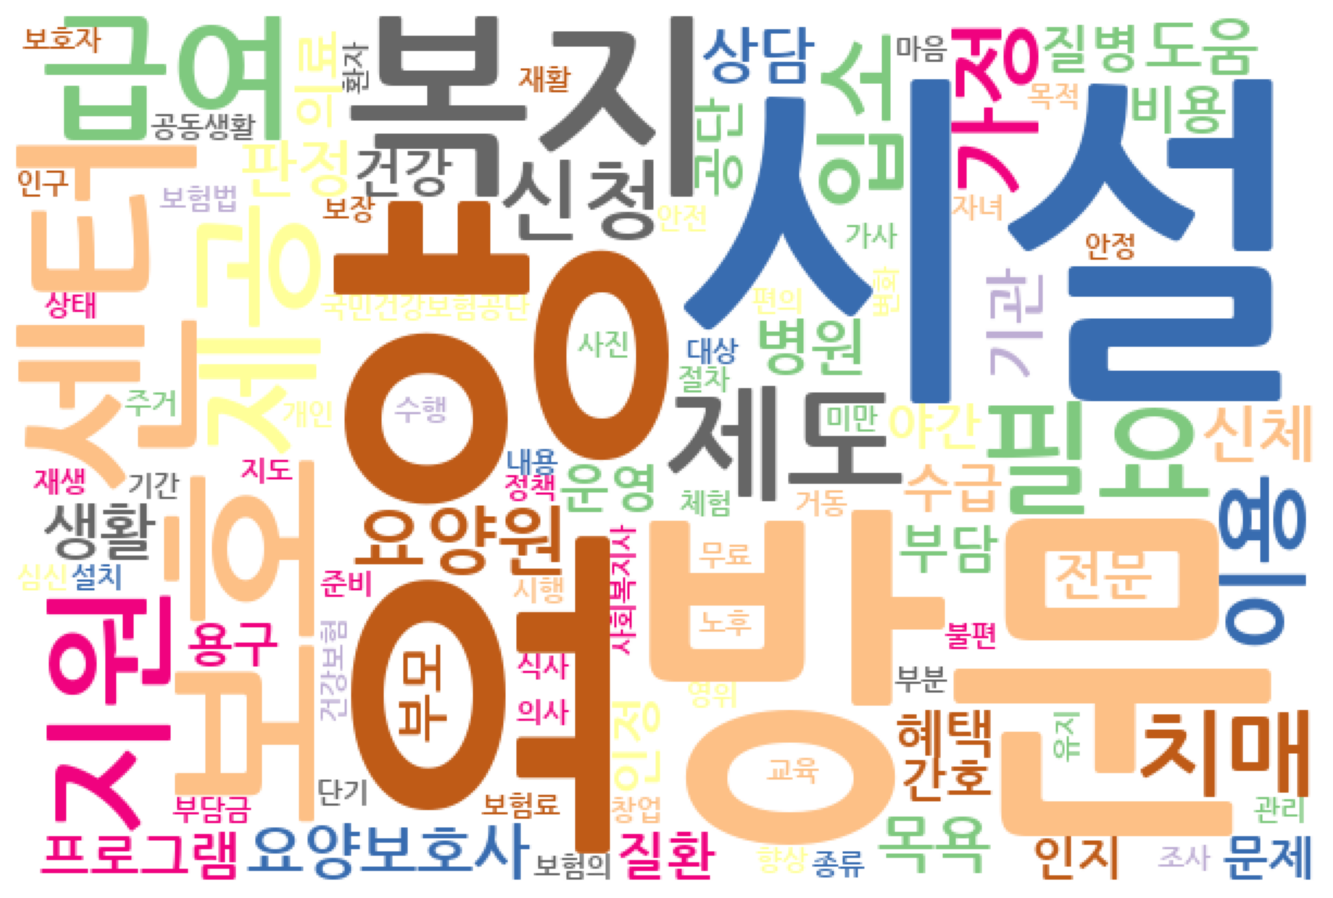 보호자
급여
의료
환자
복지
재활
상담
입소
마음
가정
질병
도움
목적
비용
공동생활
판정
건강
신청
공단
시설
인구
보험법
보장
안전
가사
자녀
안정
센터
제공
요양
국민건강보험공단
편의
변화
기관
상태
사진
대상
병원
절차
주거
개인
수행
제도
미만
야간
필요
신체
재생
기간
지도
내용
정책
운영
체험
거동
수급
이용
생활
보호
요양원
방문
무료
부담
전문
심신
설치
준비
시행
사회복지사
노후
불편
지원
용구
건강보험
부모
식사
영위
부분
의사
인정
혜택
유지
치매
간호
교육
단기
부담금
보험료
창업
관리
프로그램
요양보호사
보험의
질환
향상
종류
목욕
인지
조사
문제